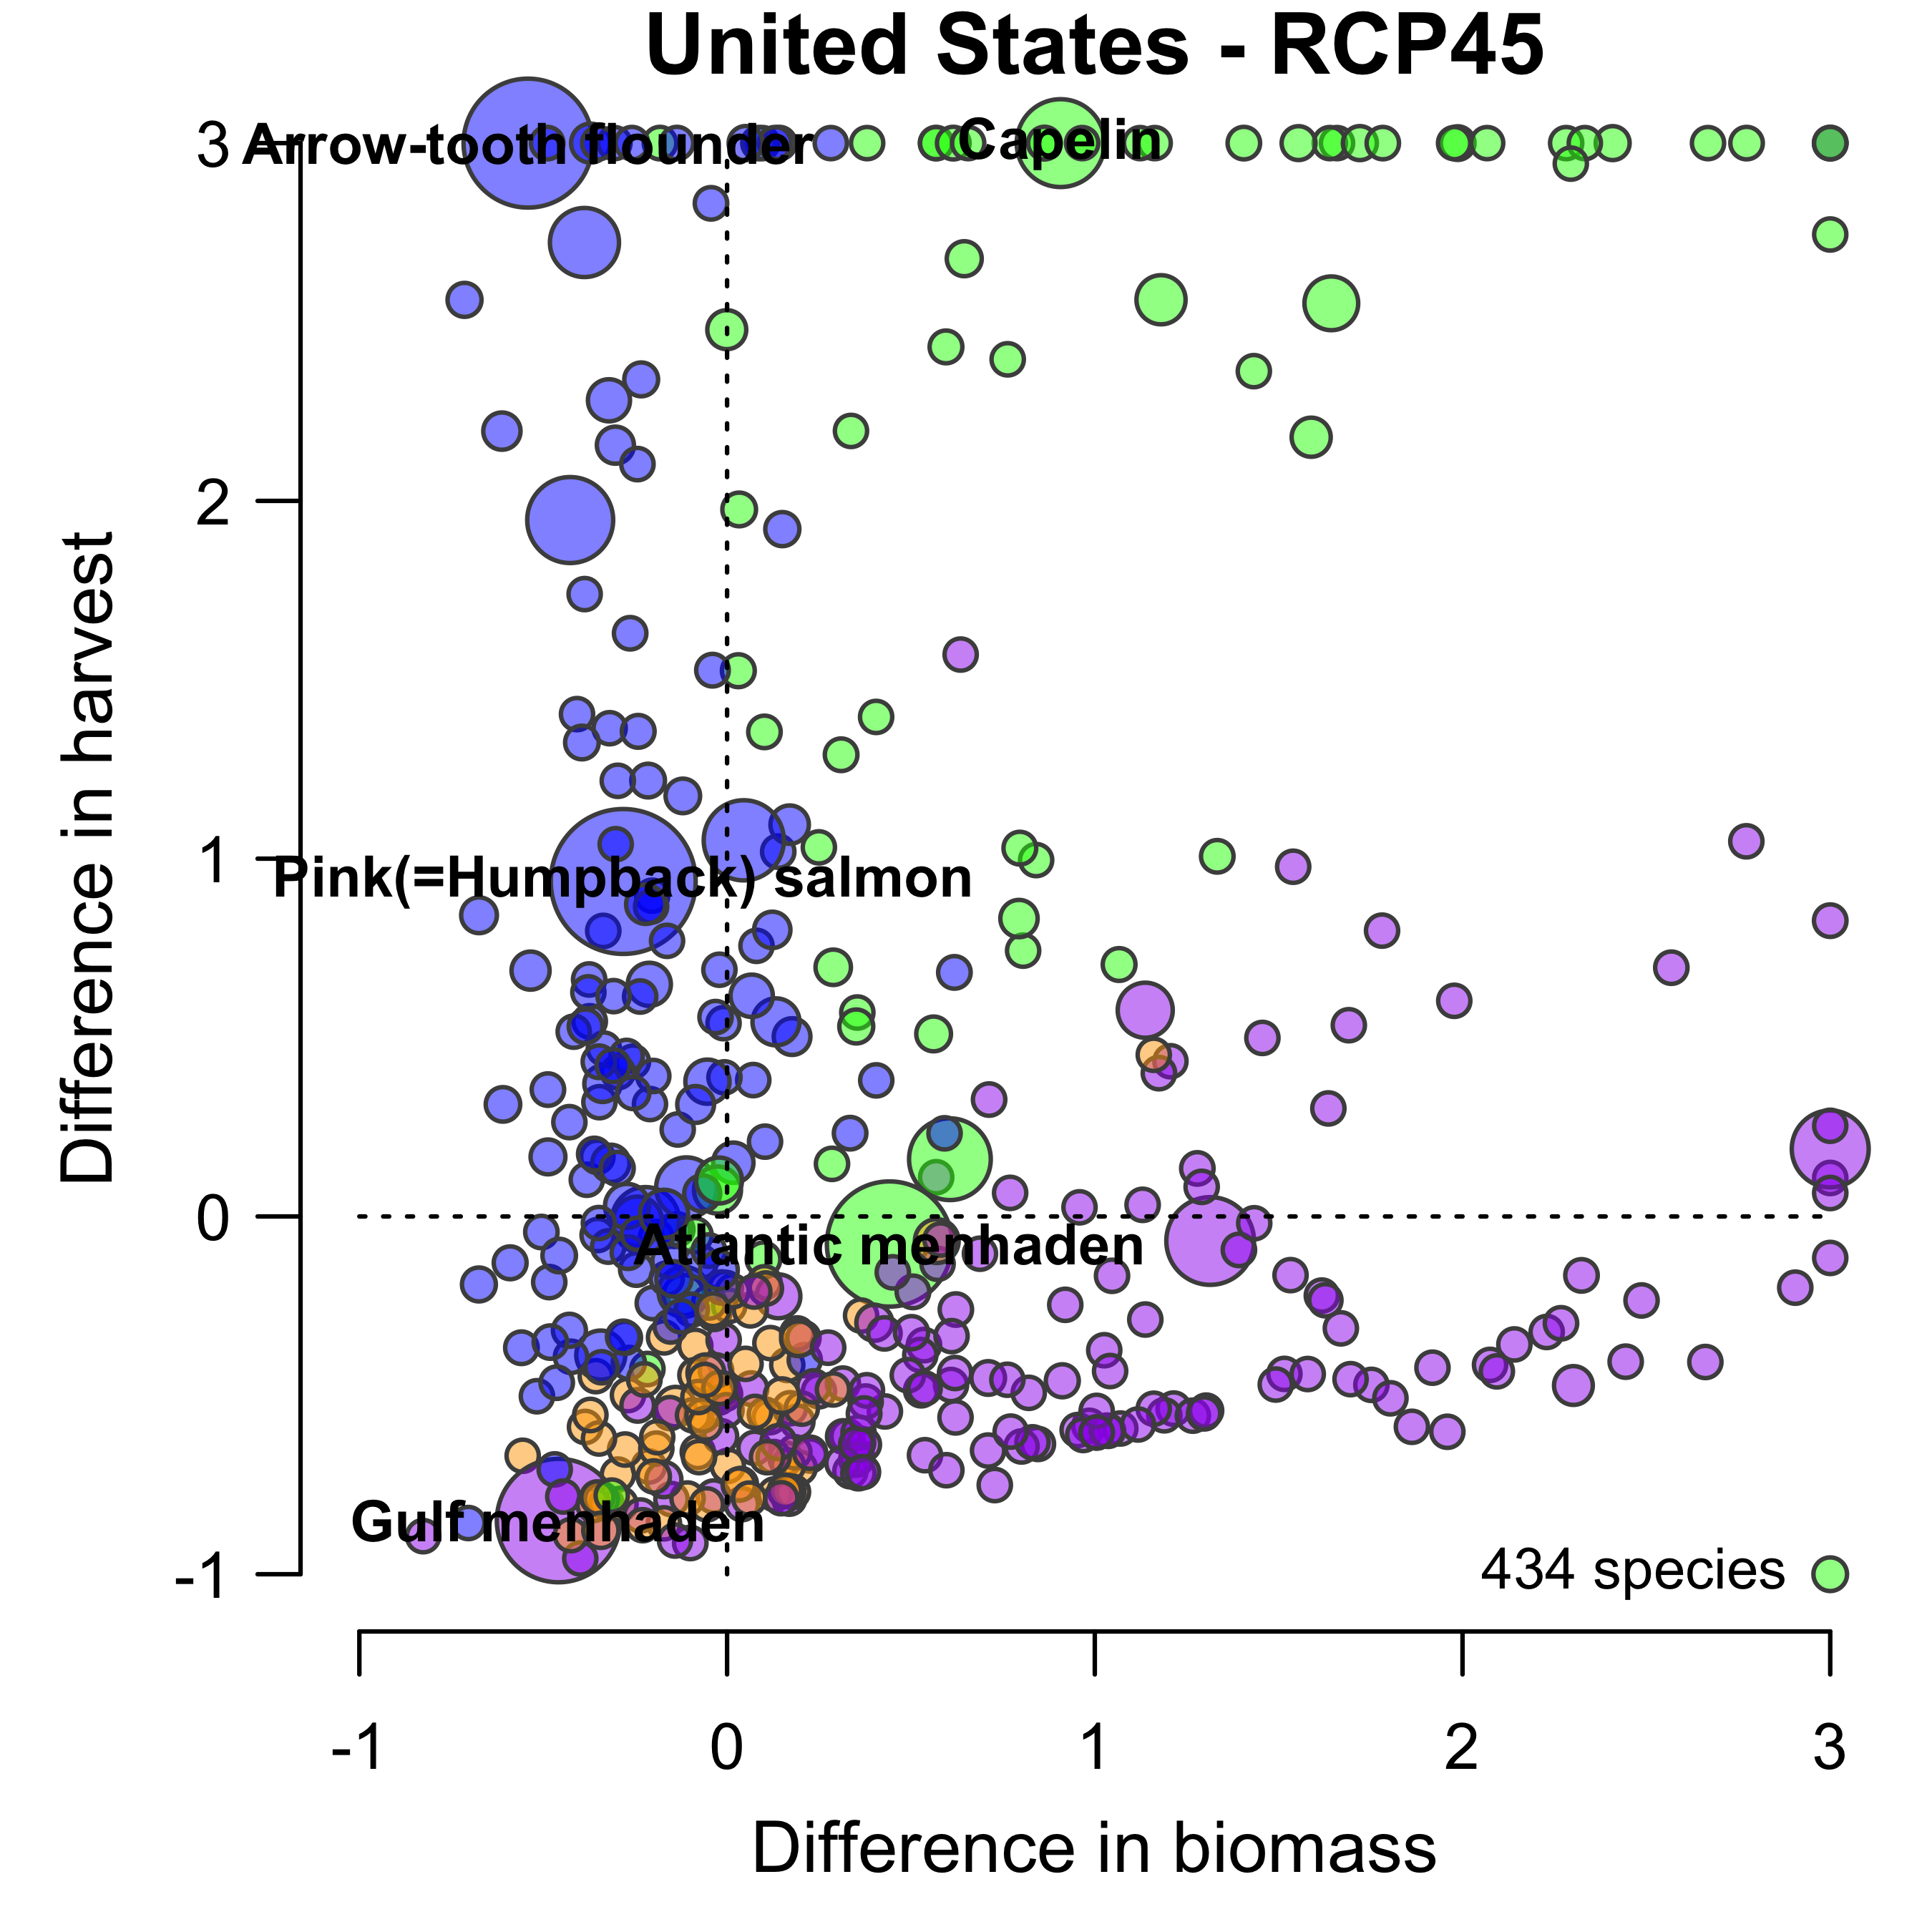 United States - RCP45
3
Arrow-tooth flounder
Capelin
2
1
Pink(=Humpback) salmon
0
Atlantic menhaden
Gulf menhaden
-1
434 species
Difference in harvest
-1 0 1 2 3
Difference in biomass